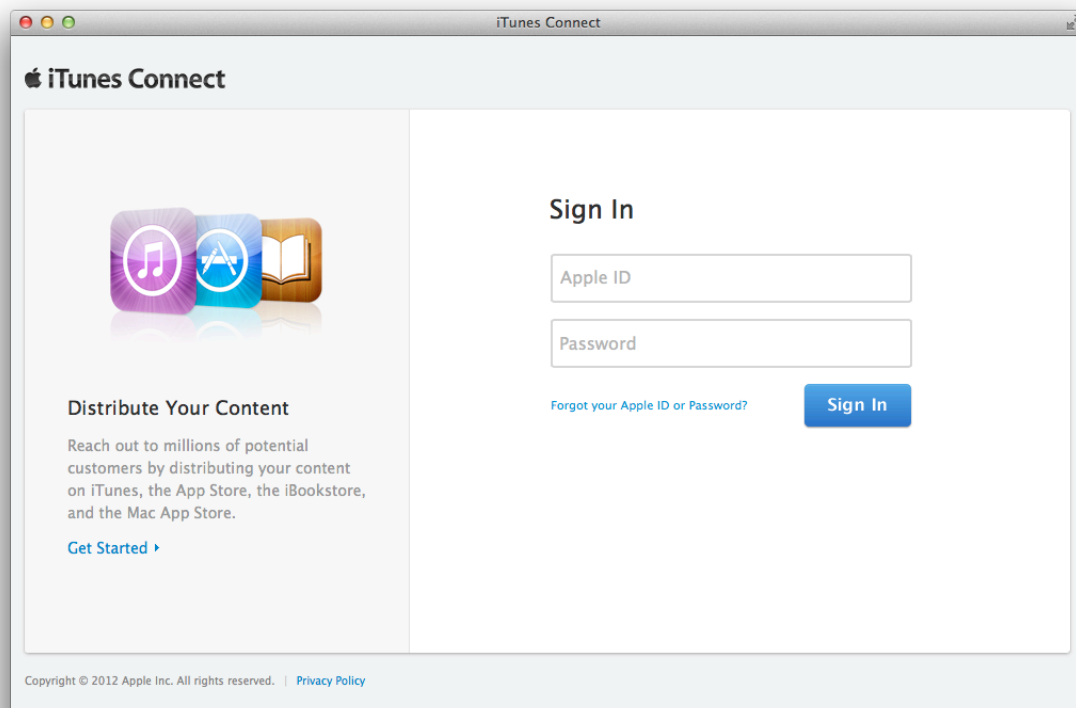 iTunes Connect
iTunes Connect
Distribute Your Content
Reach out to millions of potential
customers by distributing your content
on iTunes, the App Store, the iBookstore,
and the Mac App Store.
Get Started
Sign In
Apple ID
Password
Forgot your Apple ID or Password?
Sign In
Copyright © 2012 Apple Inc. All rights reserved. | Privacy Policy